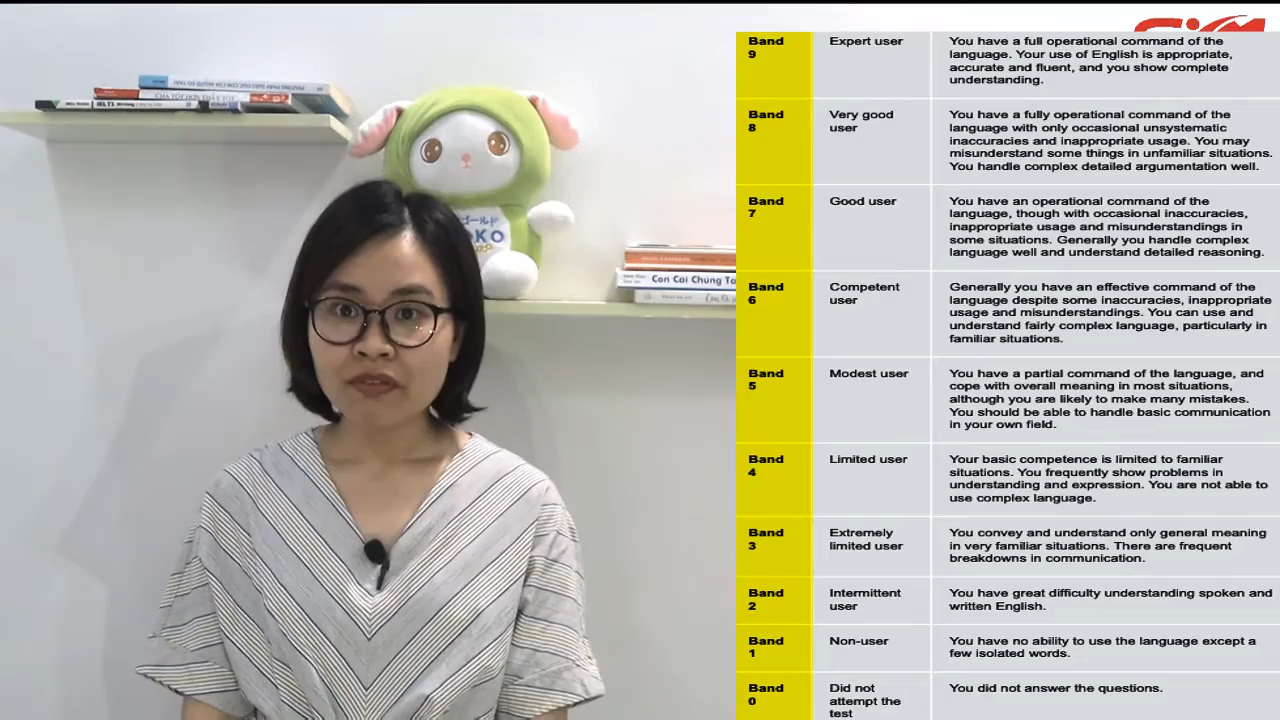 CHA TỐT HƠN THẦY TỐT
IELTS Writing
ゴールド
Con Cái Chúng Ta
Band
9
Expert user
You have a full operational command of the
language. Your use of English is appropriate,
accurate and fluent, and you show complete
understanding.
Band
8
Very good
user
You have a fully operational command of the
language with only occasional unsystematic
inaccuracies and inappropriate usage. You may
misunderstand some things in unfamiliar situations.
You handle complex detailed argumentation well.
Band
7
Good user
You have an operational command of the
language, though with occasional inaccuracies,
inappropriate usage and misunderstandings in
some situations. Generally you handle complex
language well and understand detailed reasoning.
Band
6
Competent
user
Generally you have an effective command of the
language despite some inaccuracies, inappropriate
usage and misunderstandings. You can use and
understand fairly complex language, particularly in
familiar situations.
Band
5
Modest user
You have a partial command of the language, and
cope with overall meaning in most situations,
although you are likely to make many mistakes.
You should be able to handle basic communication
in your own field.
Band
4
Limited user
Your basic competence is limited to familiar
situations. You frequently show problems in
understanding and expression. You are not able to
use complex language.
Band
3
Extremely
limited user
You convey and understand only general meaning
in very familiar situations. There are frequent
breakdowns in communication.
Band
2
Intermittent
user
You have great difficulty understanding spoken and
written English.
Band
1
Non-user
You have no ability to use the language except a
few isolated words.
Band
0
Did not
attempt the
test
You did not answer the questions.